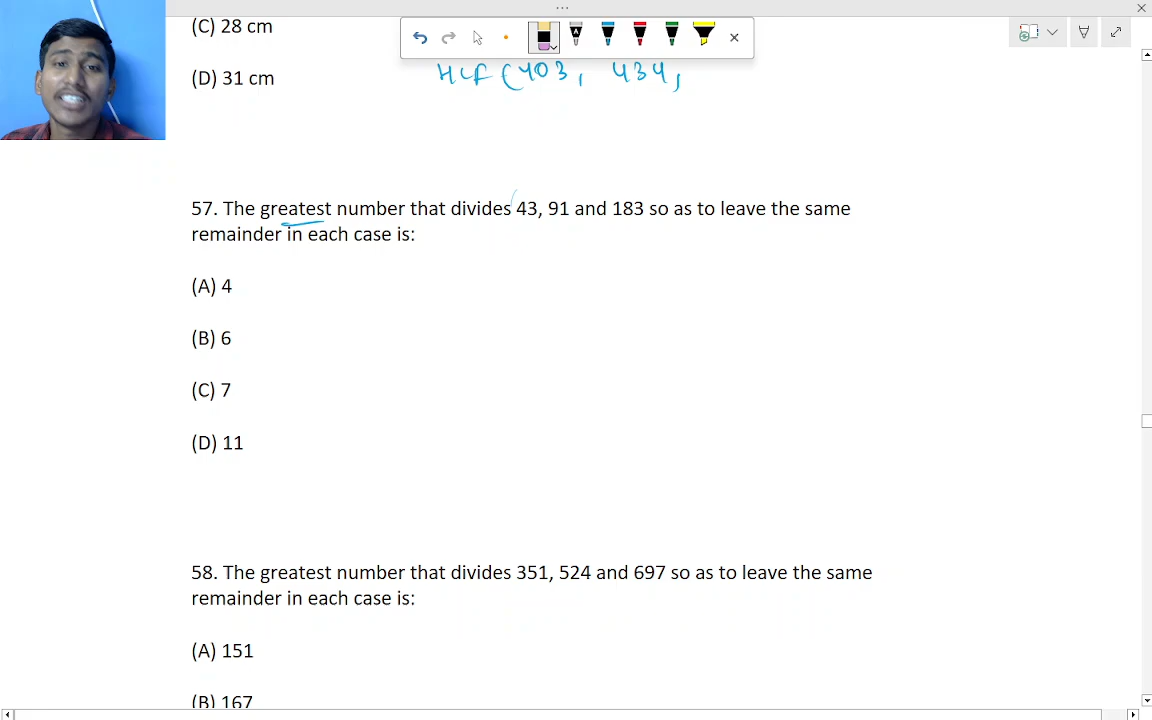 (C) 28 cm
(D) 31 cm
HCF (403, 434,
57. The greatest number that divides 43, 91 and 183 so as to leave the same
remainder in each case is:
(A) 4
(B) 6
(C) 7
(D) 11
58. The greatest number that divides 351, 524 and 697 so as to leave the same
remainder in each case is:
(A) 151
(B) 167